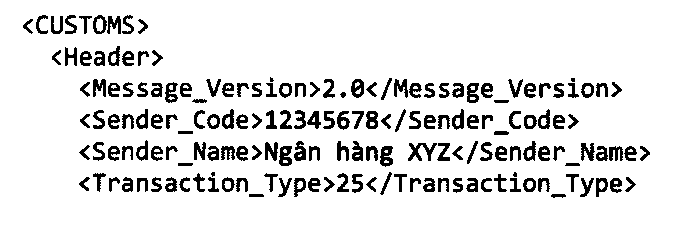 <CUSTOMS>
<Header>
<Message_Version>2.0</Message_Version>
<Sender_Code>12345678</Sender_Code>
<Sender_Name>Ngân hàng XYZ</Sender_Name>
<Transaction_Type>25</Transaction_Type>